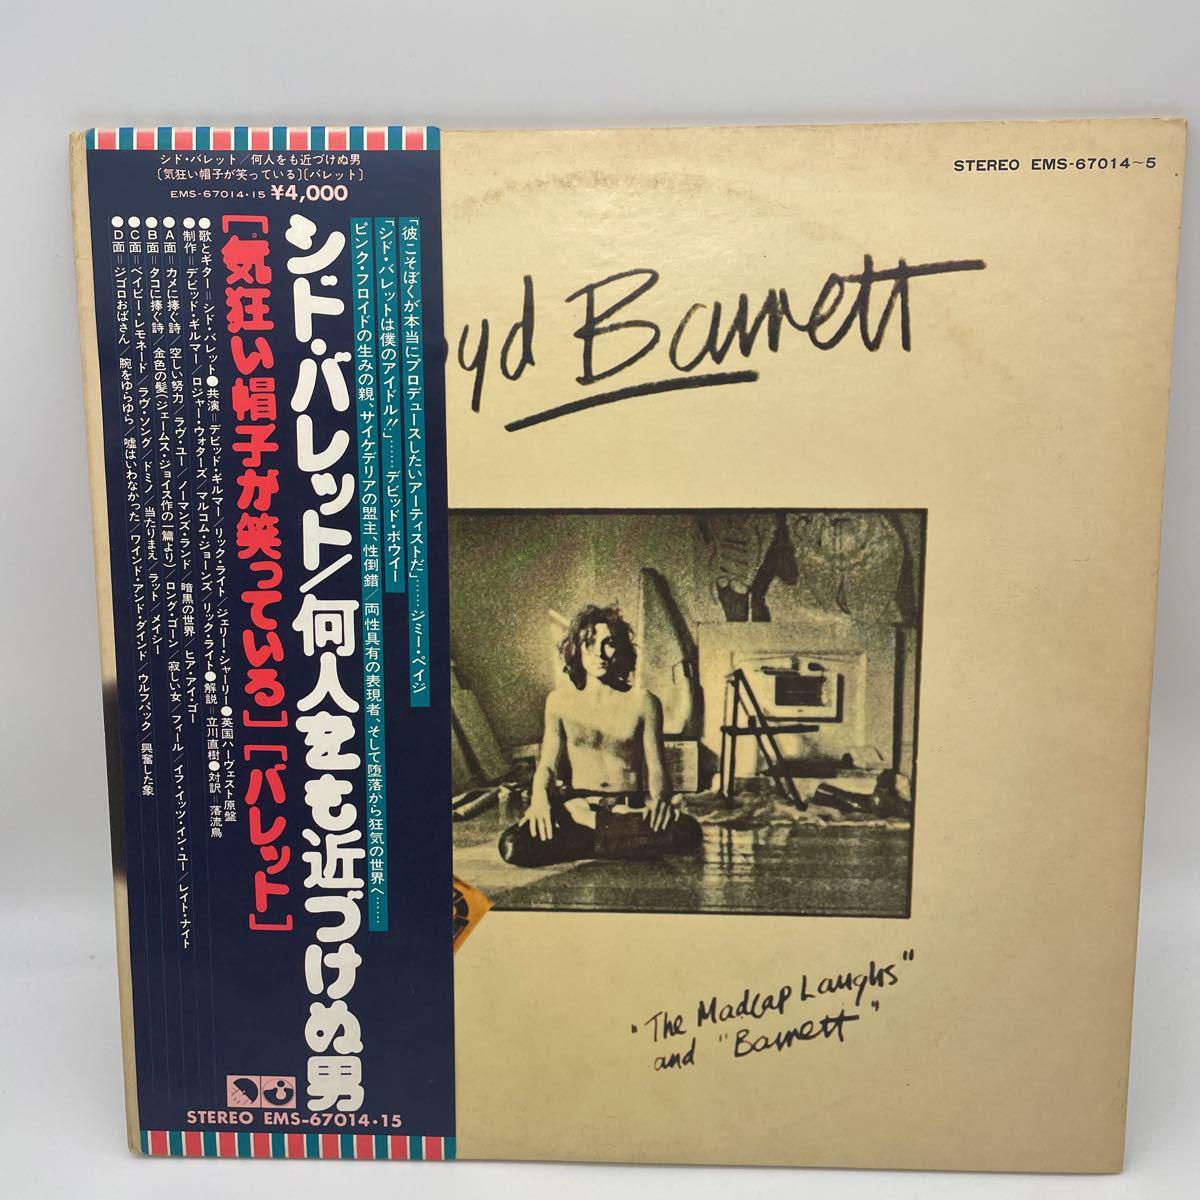 シド・バレット/何人をも近づけぬ男
〔気狂い帽子が笑っている〕〔バレット〕
EMS-67014・15 ¥4,000
「彼こそぼくが本当にプロデュースしたいアーティストだ」……ジミー・ペイジ
「シド・バレットは僕のアイドル!!」……デビッド・ボウイー
ピンク・フロイドの生みの親、サイケデリアの盟主、性倒錯/両性具有の表現者、そして堕落から狂気の世界へ……
シド・バレット/何人をも近づけぬ男
[気狂い帽子が笑っている][バレット]
●歌とギター=シド・バレット●共演=デビッド・ギルマー/リック・ライト/ジェリー・シャーリー●英国ハーヴェスト原盤
●制作=デビッド・ギルマー/ロジャー・ウォータズ/マルコム・ジョーンズ/リック・ライト●解説=立川直樹●対訳=落流鳥
●A面=カメに捧ぐ詩/空しい努力/ラヴ・ユー/ノーマンズ・ランド/暗黒の世界/ヒア・アイ・ゴー
●B面=タコに捧ぐ詩/金色の髪(ジェームス・ジョイス作の一篇より)/ロング・ゴーン/寂しい女/フィール/イフ・イッツ・イン・ユー/レイト・ナイト
●C面=ベイビー・レモネード/ラヴ・ソング/ドミノ/当たりまえ/ラット/メイシー
●D面=ジゴロおばさん/腕をゆらゆら/嘘はいわなかった/ワインド・アンド・ダインド/ウルフパック/興奮した象
STEREO EMS-67014・15
STEREO EMS-67014~5
yd Barrett
"The Madcap Laughs"
and "Barrett"